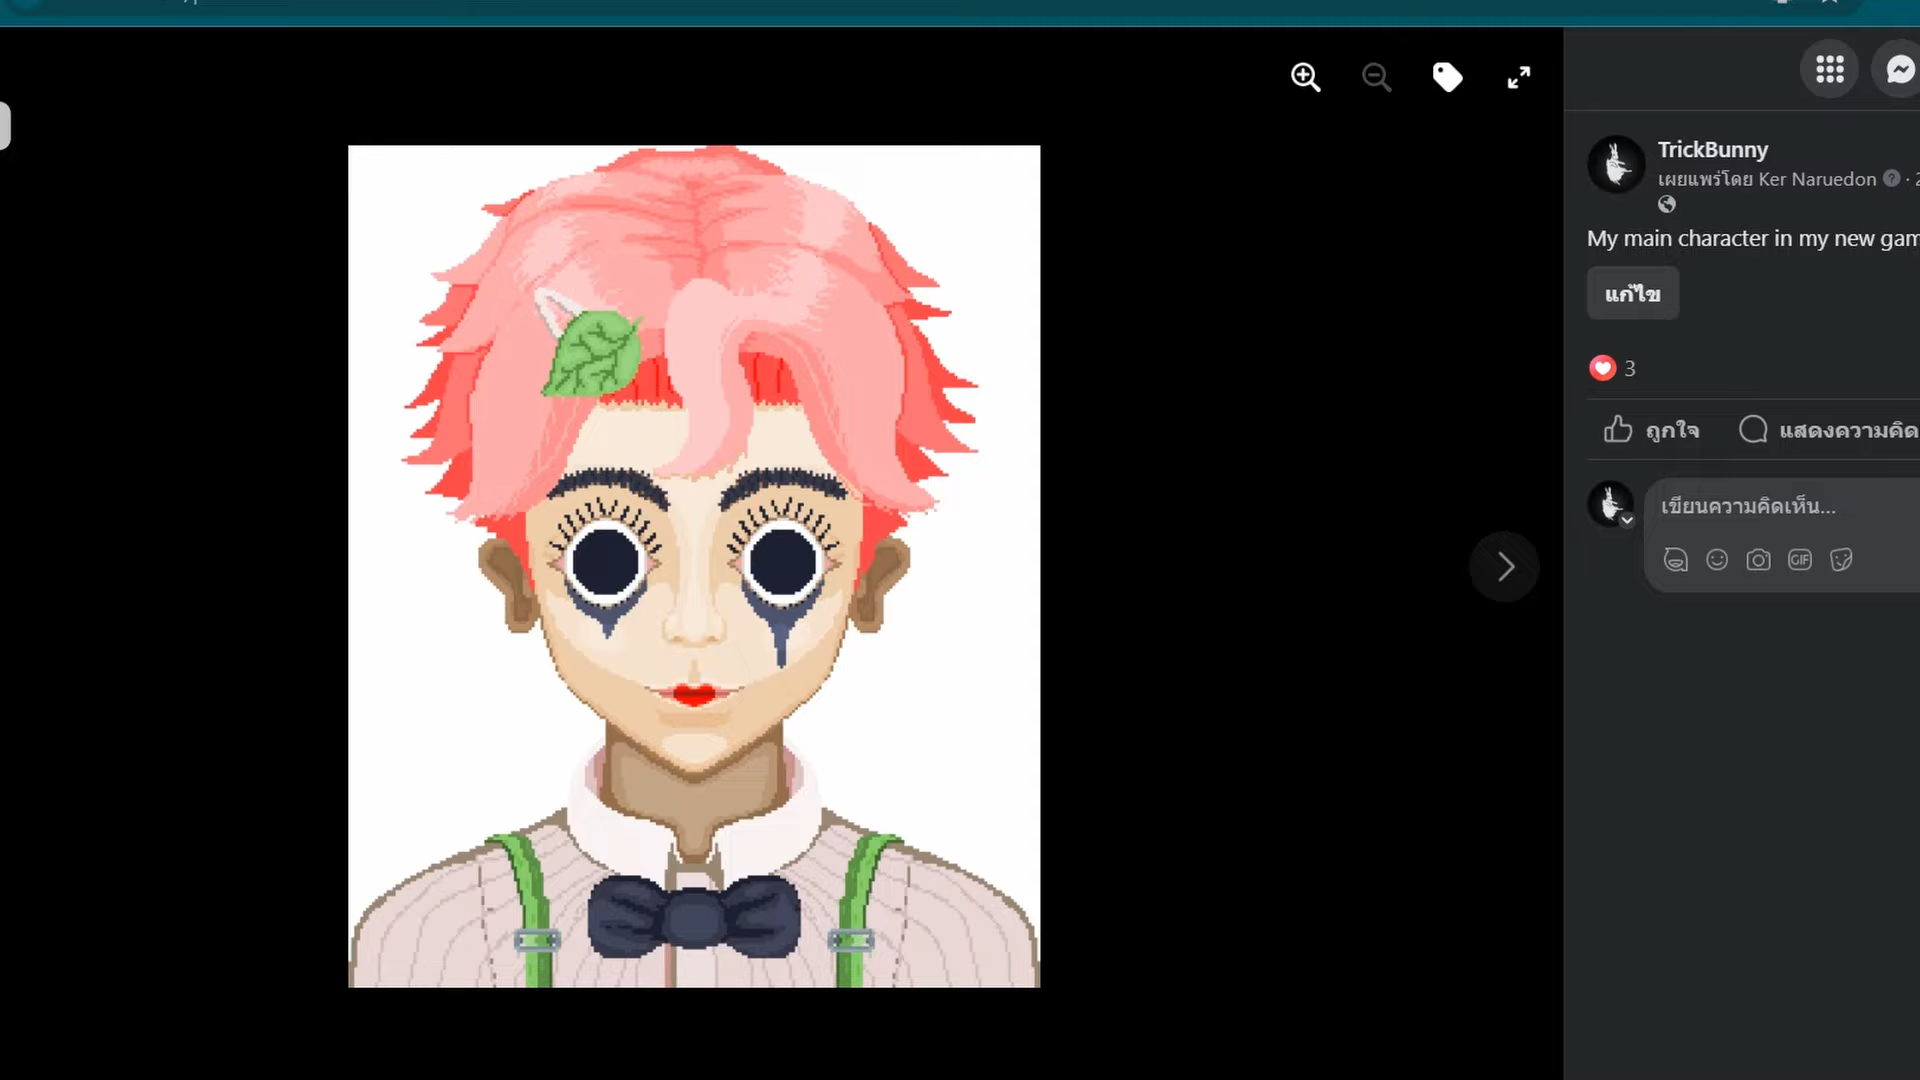 TrickBunny
เผยแพร่โดย Ker Naruedon
My main character in my new
แก้ไข
3
ถูกใจ
แสดงความคิด
เขียนความคิดเห็น...
GIF